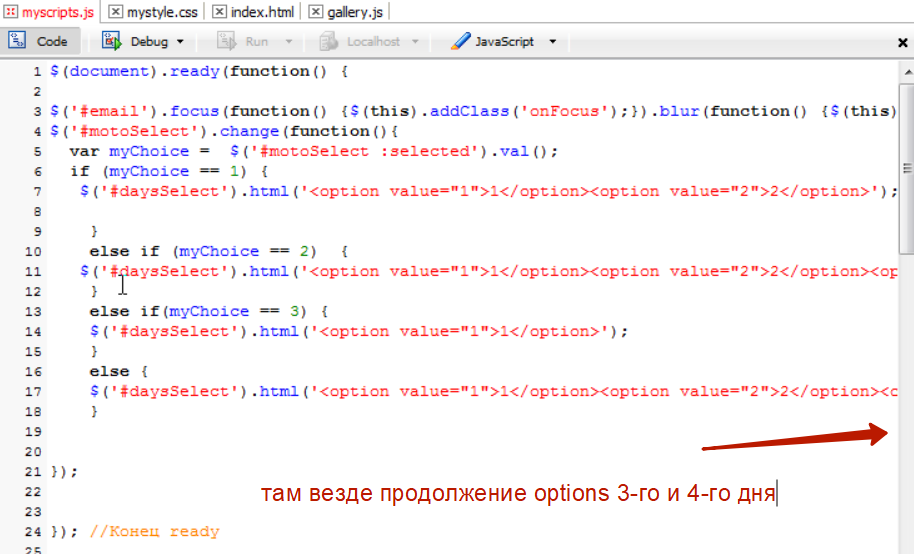 myscripts.js mystyle.css index.html gallery.js
Code Debug Run Localhost JavaScript
1 $(document).ready(function() {
2
3 $('#email').focus(function() {$(this).addClass('onFocus');}).blur(function() {$(this)
4 $('#motoSelect').change(function(){
5 var myChoice = $('#motoSelect :selected').val();
6 if (myChoice == 1) {
7 $('#daysSelect').html('<option value="1">1</option><option value="2">2</option>');
8
9 }
10 else if (myChoice == 2) {
11 $('#daysSelect').html('<option value="1">1</option><option value="2">2</option><op
12 }
13 else if(myChoice == 3) {
14 $('#daysSelect').html('<option value="1">1</option>');
15 }
16 else {
17 $('#daysSelect').html('<option value="1">1</option><option value="2">2</option><o
18 }
19
20
21 });
22
23
24 }); //Конец ready
25
там везде продолжение options 3-го и 4-го дня